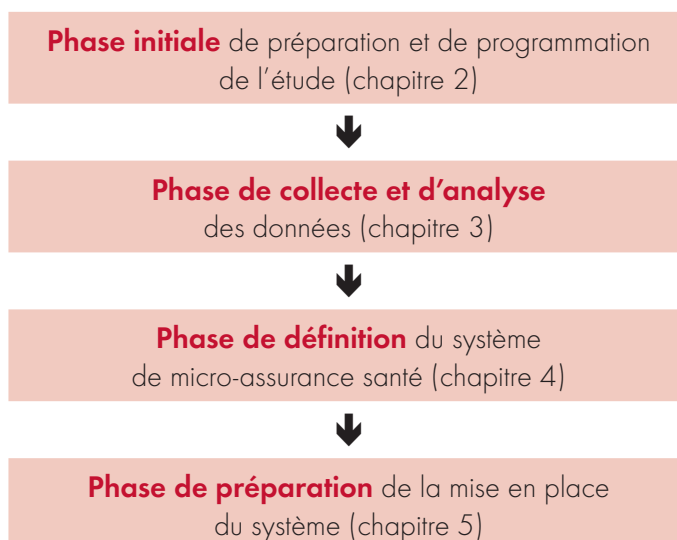 Phase initiale de préparation et de programmation
de l'étude (chapitre 2)
Phase de collecte et d'analyse
des données (chapitre 3)
Phase de définition du système
de micro-assurance santé (chapitre 4)
Phase de préparation de la mise en place
du système (chapitre 5)